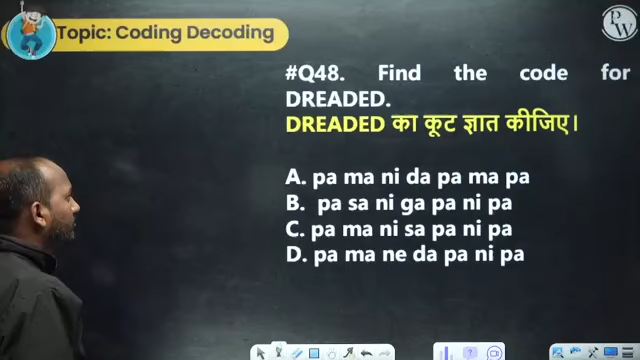 Topic: Coding Decoding
PW
#Q48. Find the code for
DREADED.
DREADED का कूट ज्ञात कीजिए।
A. pa ma ni da pa ma pa
B. pa sa ni ga pa ni pa
C. pa ma ni sa pa ni pa
D. pa ma ne da pa ni pa